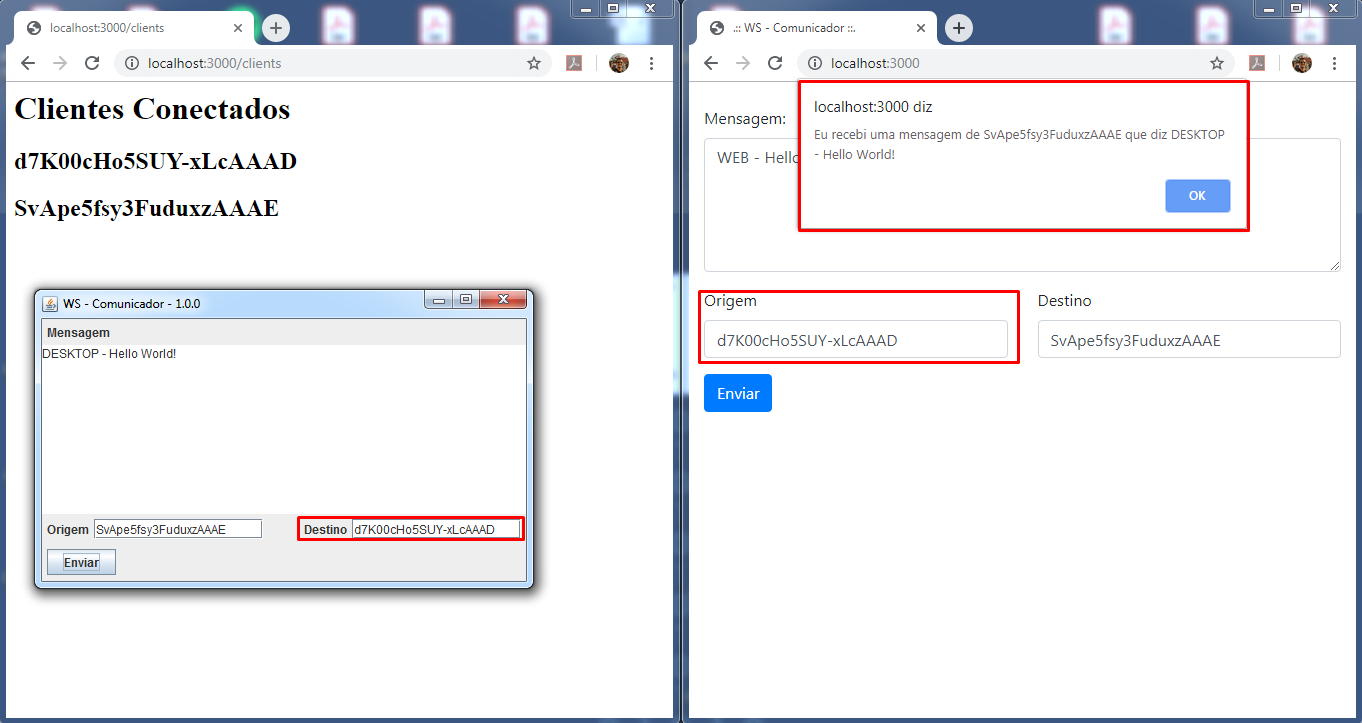 localhost:3000/clients
localhost:3000/clients
Clientes Conectados
d7K00cHo5SUY-xLcAAAD
SvApe5fsy3FuduxzAAAE
WS - Comunicador - 1.0.0
Mensagem
DESKTOP - Hello World!
Origem SvApe5fsy3FuduxzAAAE Destino d7K00cHo5SUY-xLcAAAD
Enviar
.:: WS - Comunicador ::.
localhost:3000
Mensagem:
WEB - Hello
localhost:3000 diz
Eu recebi uma mensagem de SvApe5fsy3FuduxzAAAE que diz DESKTOP
- Hello World!
OK
Origem Destino
d7K00cHo5SUY-xLcAAAD SvApe5fsy3FuduxzAAAE
Enviar